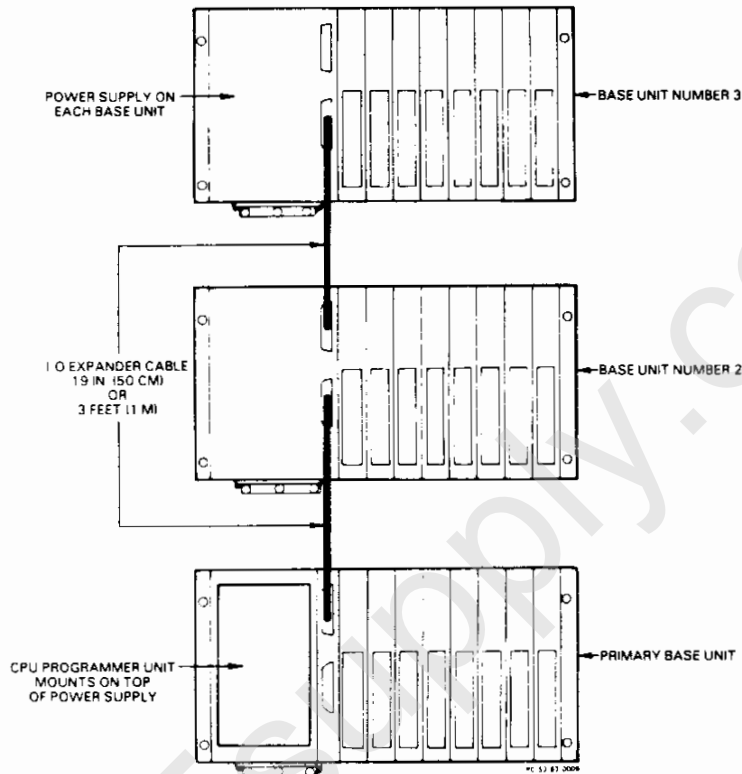 POWER SUPPLY ON
EACH BASE UNIT
BASE UNIT NUMBER 3
I O EXPANDER CABLE
19 IN (50 CM)
OR
3 FEET (1 M)
BASE UNIT NUMBER 2
CPU PROGRAMMER UNIT
MOUNTS ON TOP
OF POWER SUPPLY
PRIMARY BASE UNIT
supply.c